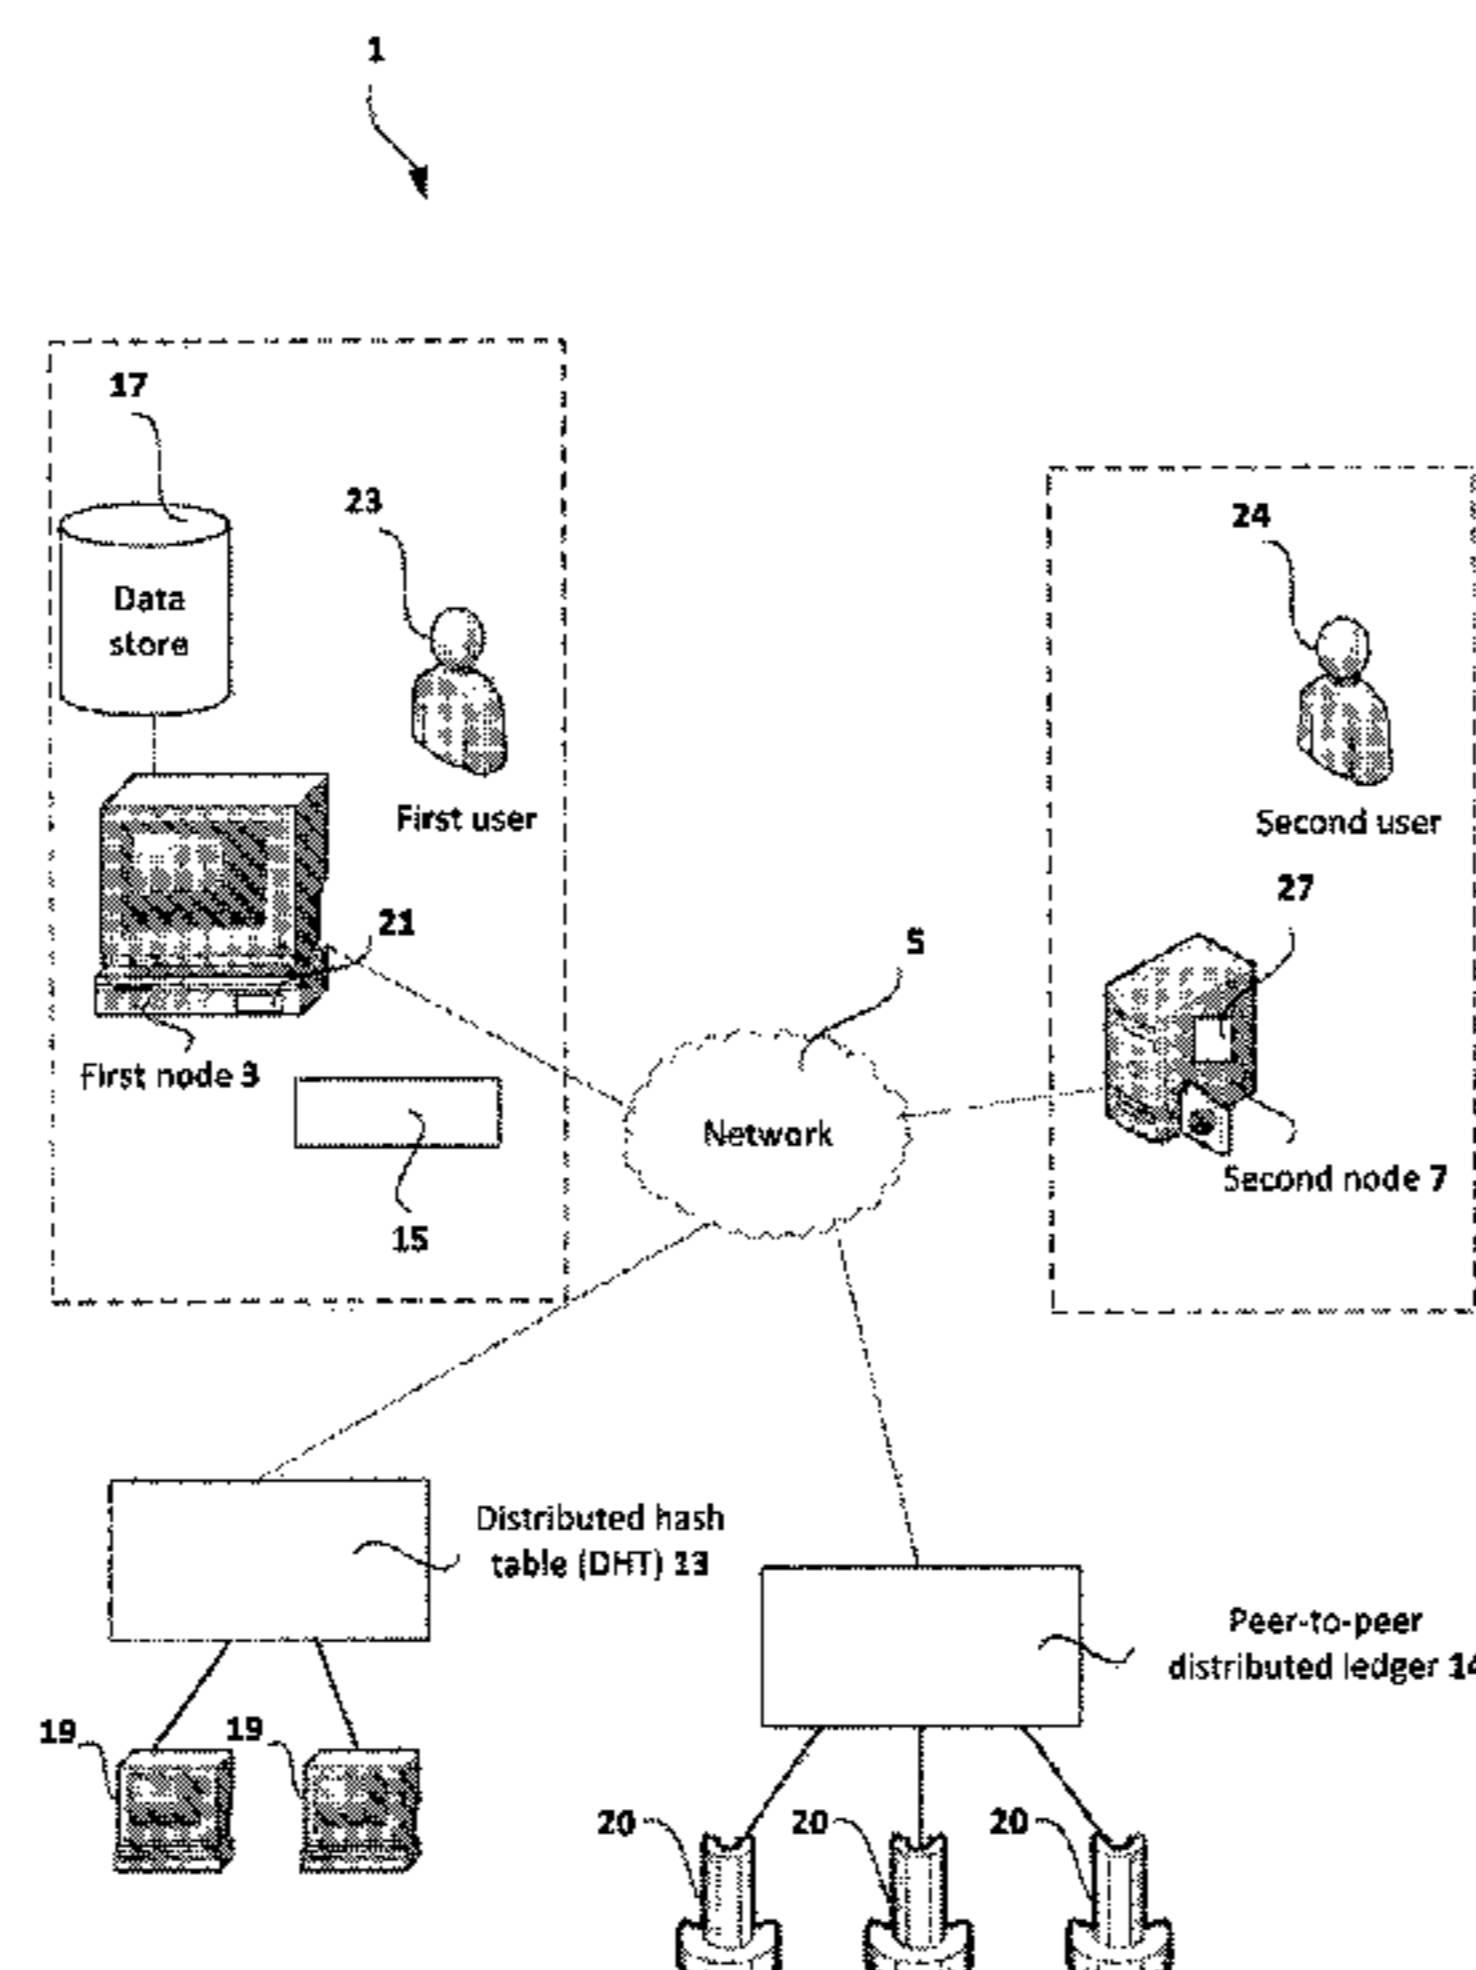 1
17
23
24
Data
store
First user
Second user
27
21
5
First node 3
Network
Second node 7
15
Distributed hash
table (DHT) 13
Peer-to-peer
distributed ledger 14
19
19
20
20
20